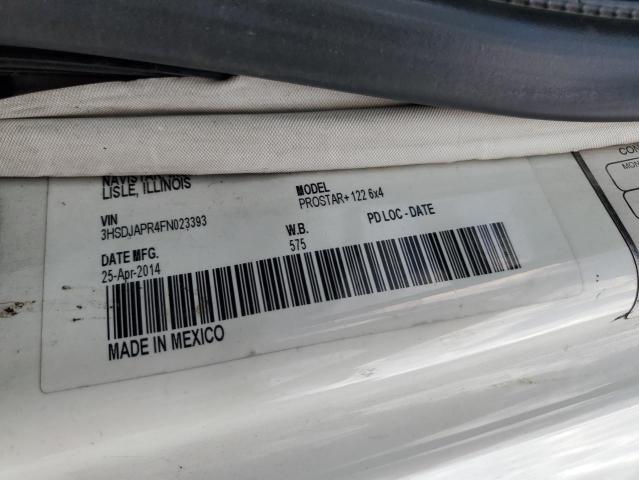 LISLE, ILLINOIS
MODEL
PROSTAR+ 122 6x4
VIN
3HSDJAPR4FN023393
W.B.
575
PD LOC - DATE
DATE MFG.
25-Apr-2014
MADE IN MEXICO